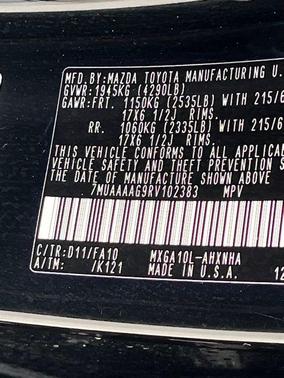 MFD.BY:MAZDA TOYOTA MANUFACTURING U.
GVWR:1945KG (4290LB)
GAWR:FRT. 1150KG (2535LB) WITH 215/6
17X6 1/2J RIMS.
RR. 1060KG (2335LB) WITH 215/6
17X6 1/2J RIMS.
THIS VEHICLE CONFORMS TO ALL APPLICAB
VEHICLE SAFETY AND THEFT PREVENTION S
THE DATE OF MANUFACTURE SHOWN ABOVE.
7MUAAAAG9RV102383 MPV
C/TR:D11/FA10 MXGA10L-AHXNHA
A/TM: /K121 MADE IN U.S.A. 12